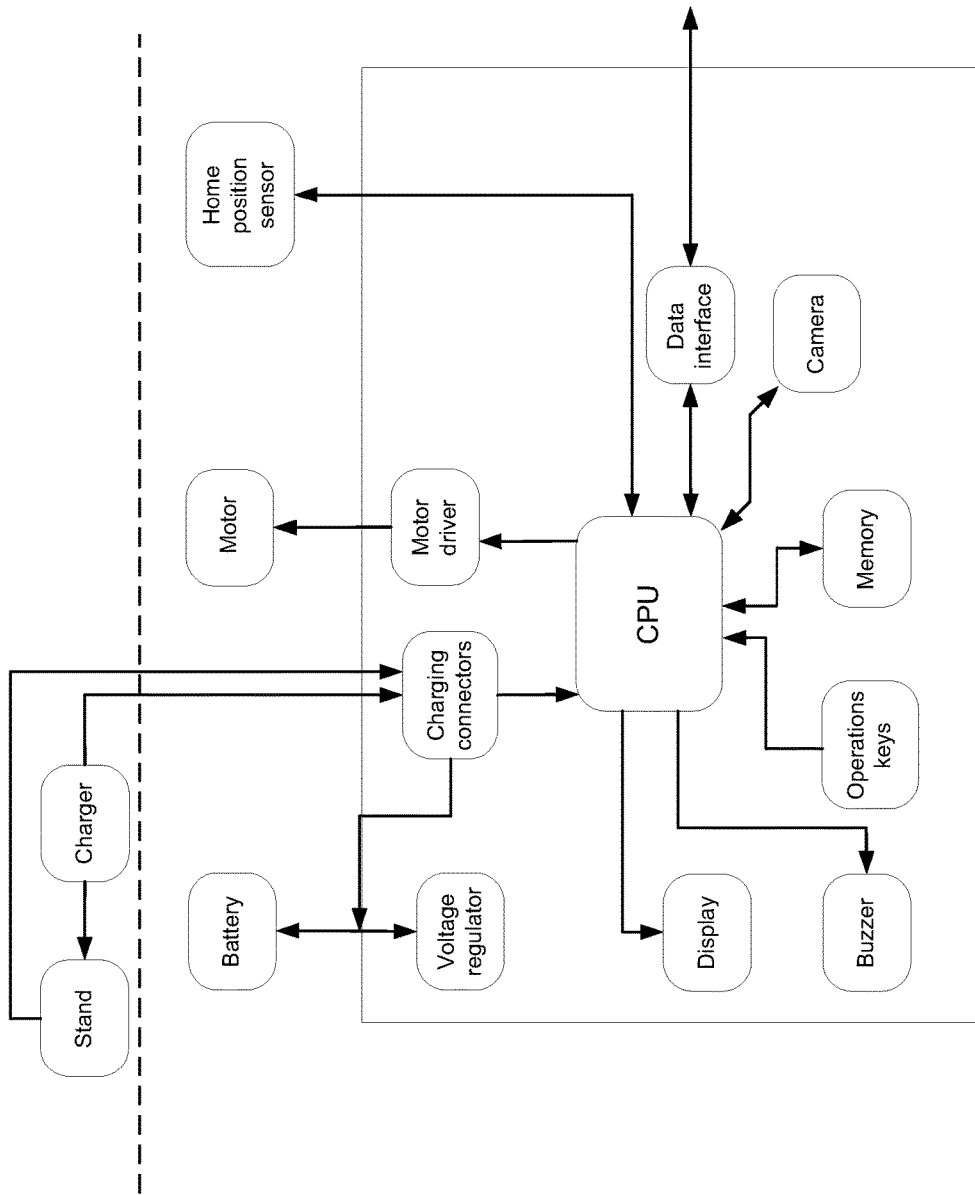 Stand
Charger
Battery
Voltage
regulator
Charging
connectors
Motor
Motor
driver
Home
position
sensor
CPU
Data
interface
Camera
Display
Buzzer
Operations
keys
Memory